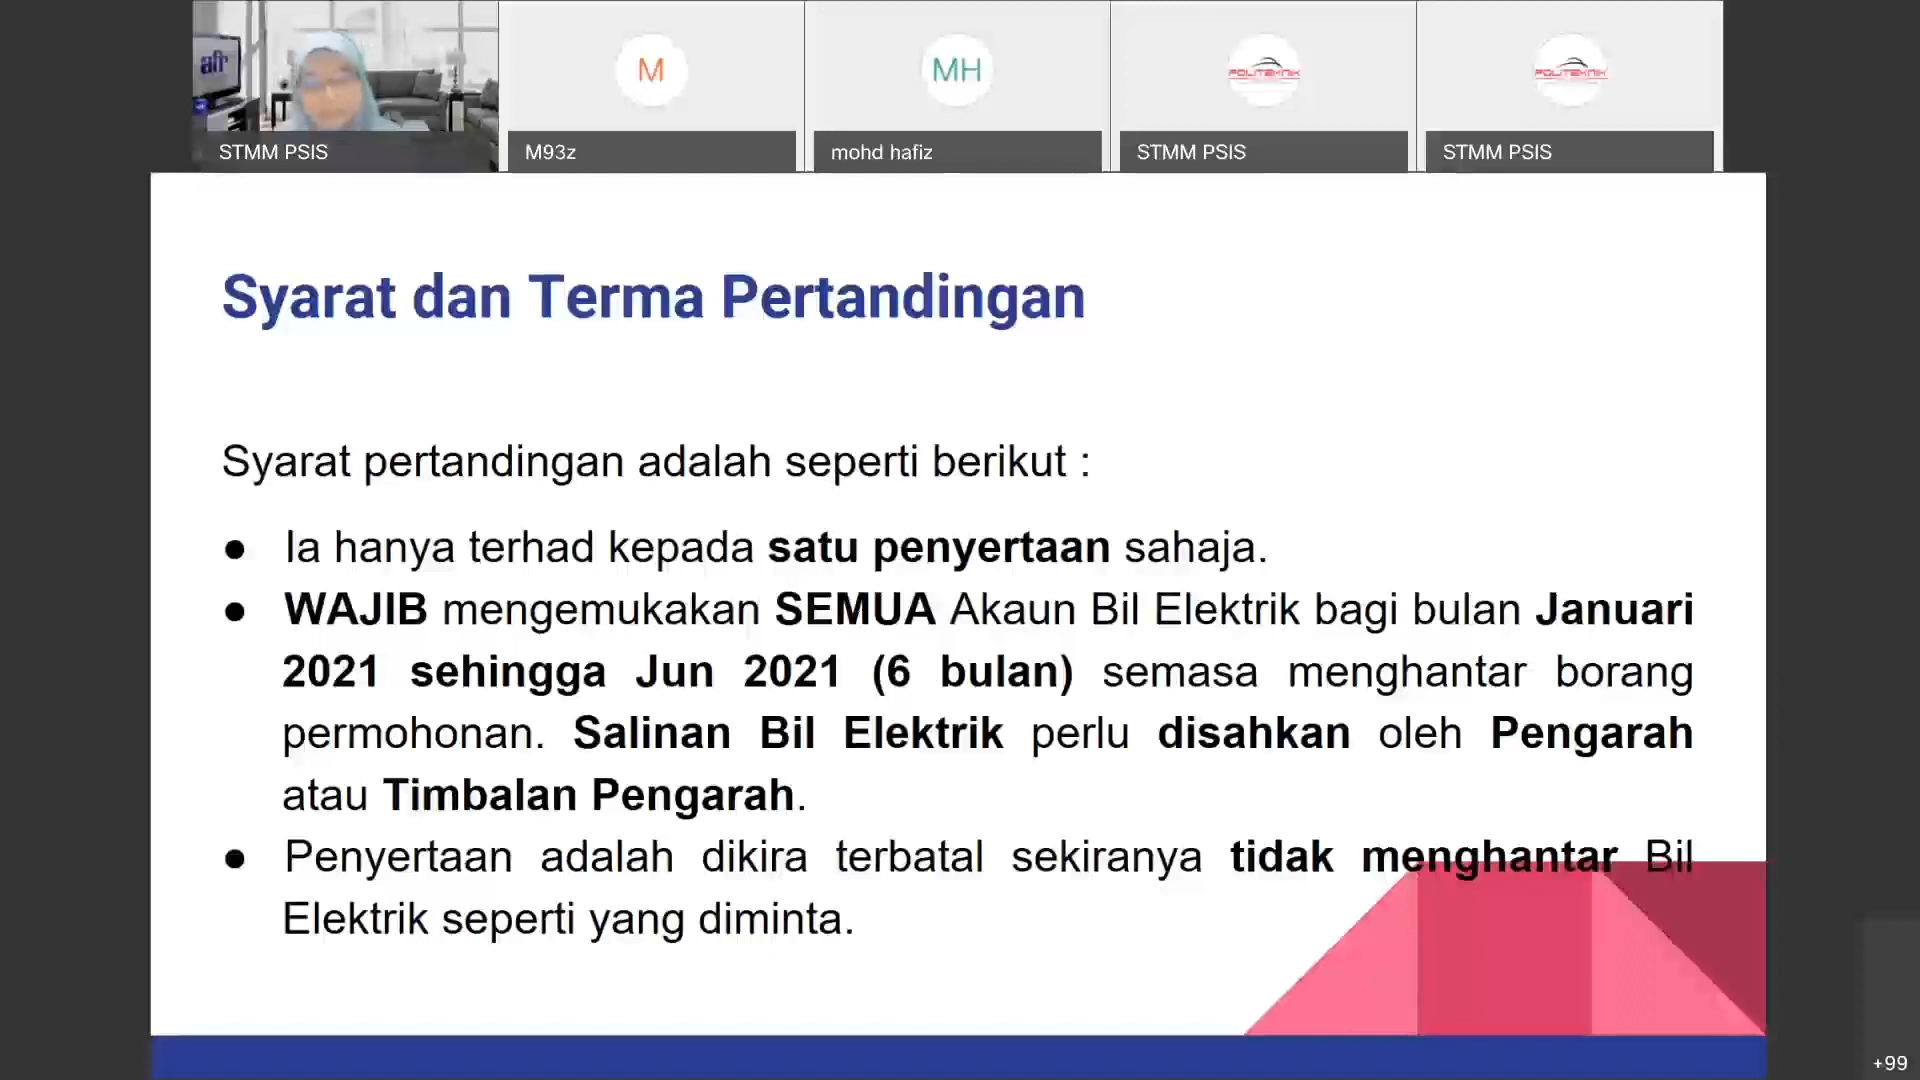 afr
M
MH
POLITEKNIK
POLITEKNIK
STMM PSIS
M93z
mohd hafiz
STMM PSIS
STMM PSIS
Syarat dan Terma Pertandingan
Syarat pertandingan adalah seperti berikut :
● Ia hanya terhad kepada satu penyertaan sahaja.
● WAJIB mengemukakan SEMUA Akaun Bil Elektrik bagi bulan Januari
2021 sehingga Jun 2021 (6 bulan) semasa menghantar borang
permohonan. Salinan Bil Elektrik perlu disahkan oleh Pengarah
atau Timbalan Pengarah.
● Penyertaan adalah dikira terbatal sekiranya tidak menghantar Bil
Elektrik seperti yang diminta.
+99